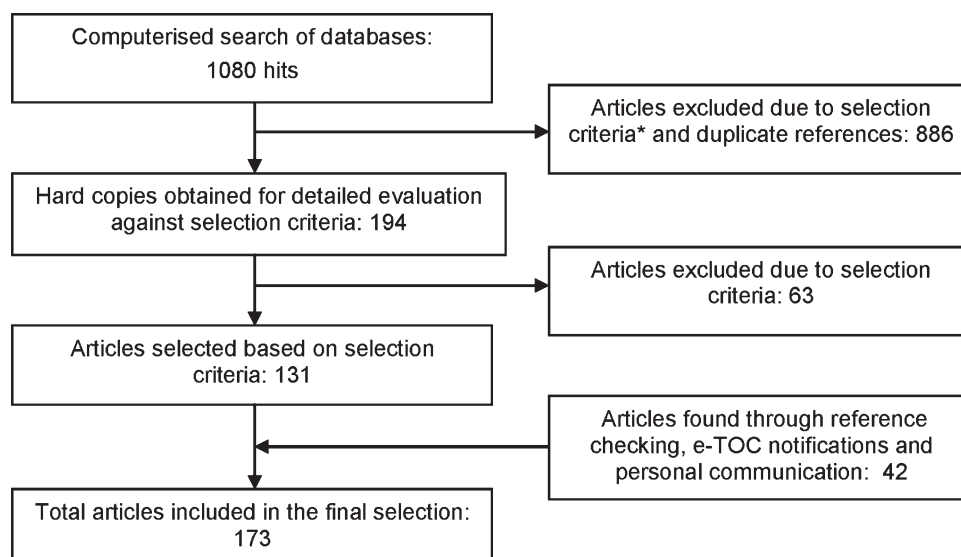 Computerised search of databases:
1080 hits
Articles excluded due to selection
criteria* and duplicate references: 886
Hard copies obtained for detailed evaluation
against selection criteria: 194
Articles excluded due to selection
criteria: 63
Articles selected based on selection
criteria: 131
Articles found through reference
checking, e-TOC notifications and
personal communication: 42
Total articles included in the final selection:
173